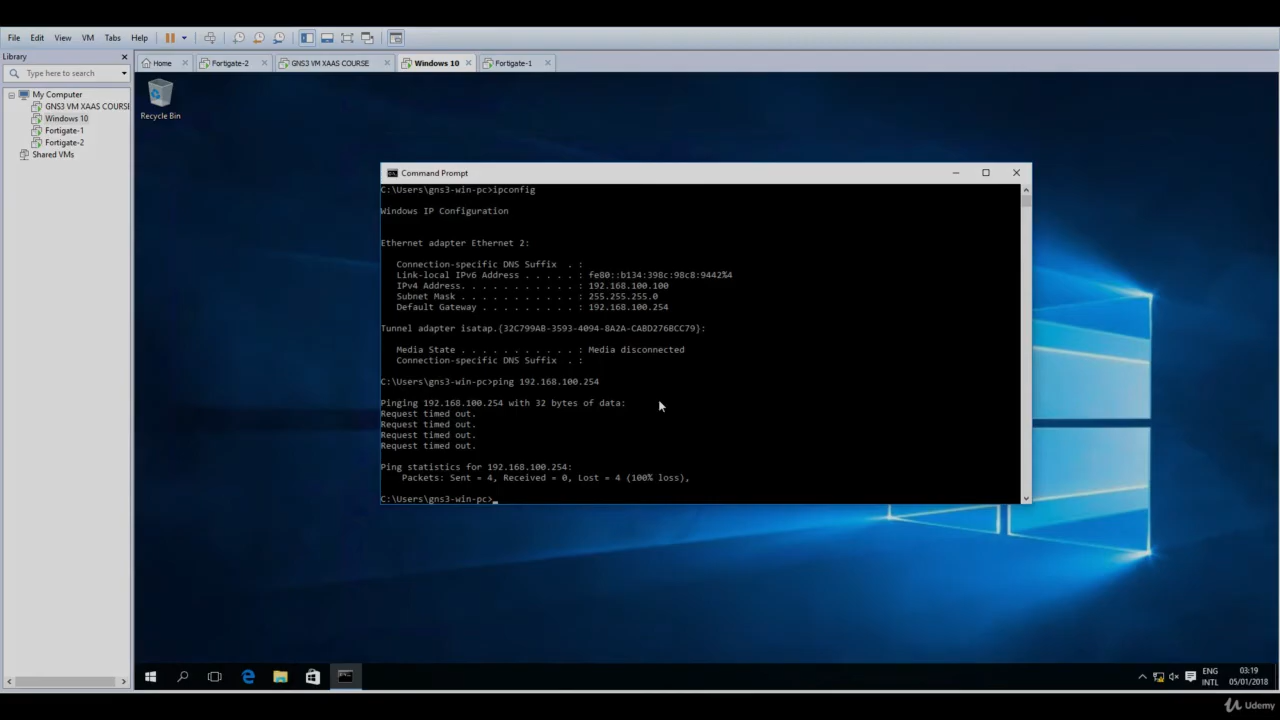 File Edit View VM Tabs Help
Library
Type here to search
My Computer
GNS3 VM XAAS COURSE
Windows 10
Fortigate-1
Fortigate-2
Shared VMs
Home Fortigate-2 GNS3 VM XAAS COURSE Windows 10 Fortigate-1
Recycle Bin
Command Prompt
C:\Users\gns3-win-pc>ipconfig
Windows IP Configuration
Ethernet adapter Ethernet 2:
Connection-specific DNS Suffix . :
Link-local IPv6 Address . . . . . : fe80::b134:398c:98c8:9442%4
IPv4 Address. . . . . . . . . . . : 192.168.100.100
Subnet Mask . . . . . . . . . . . : 255.255.255.0
Default Gateway . . . . . . . . . : 192.168.100.254
Tunnel adapter isatap.{32C799AB-3593-4094-8A2A-CABD276BCC79}:
Media State . . . . . . . . . . . : Media disconnected
Connection-specific DNS Suffix . :
C:\Users\gns3-win-pc>ping 192.168.100.254
Pinging 192.168.100.254 with 32 bytes of data:
Request timed out.
Request timed out.
Request timed out.
Request timed out.
Ping statistics for 192.168.100.254:
Packets: Sent = 4, Received = 0, Lost = 4 (100% loss),
C:\Users\gns3-win-pc>_
ENG
INTL
03:19
05/01/2018
Udemy